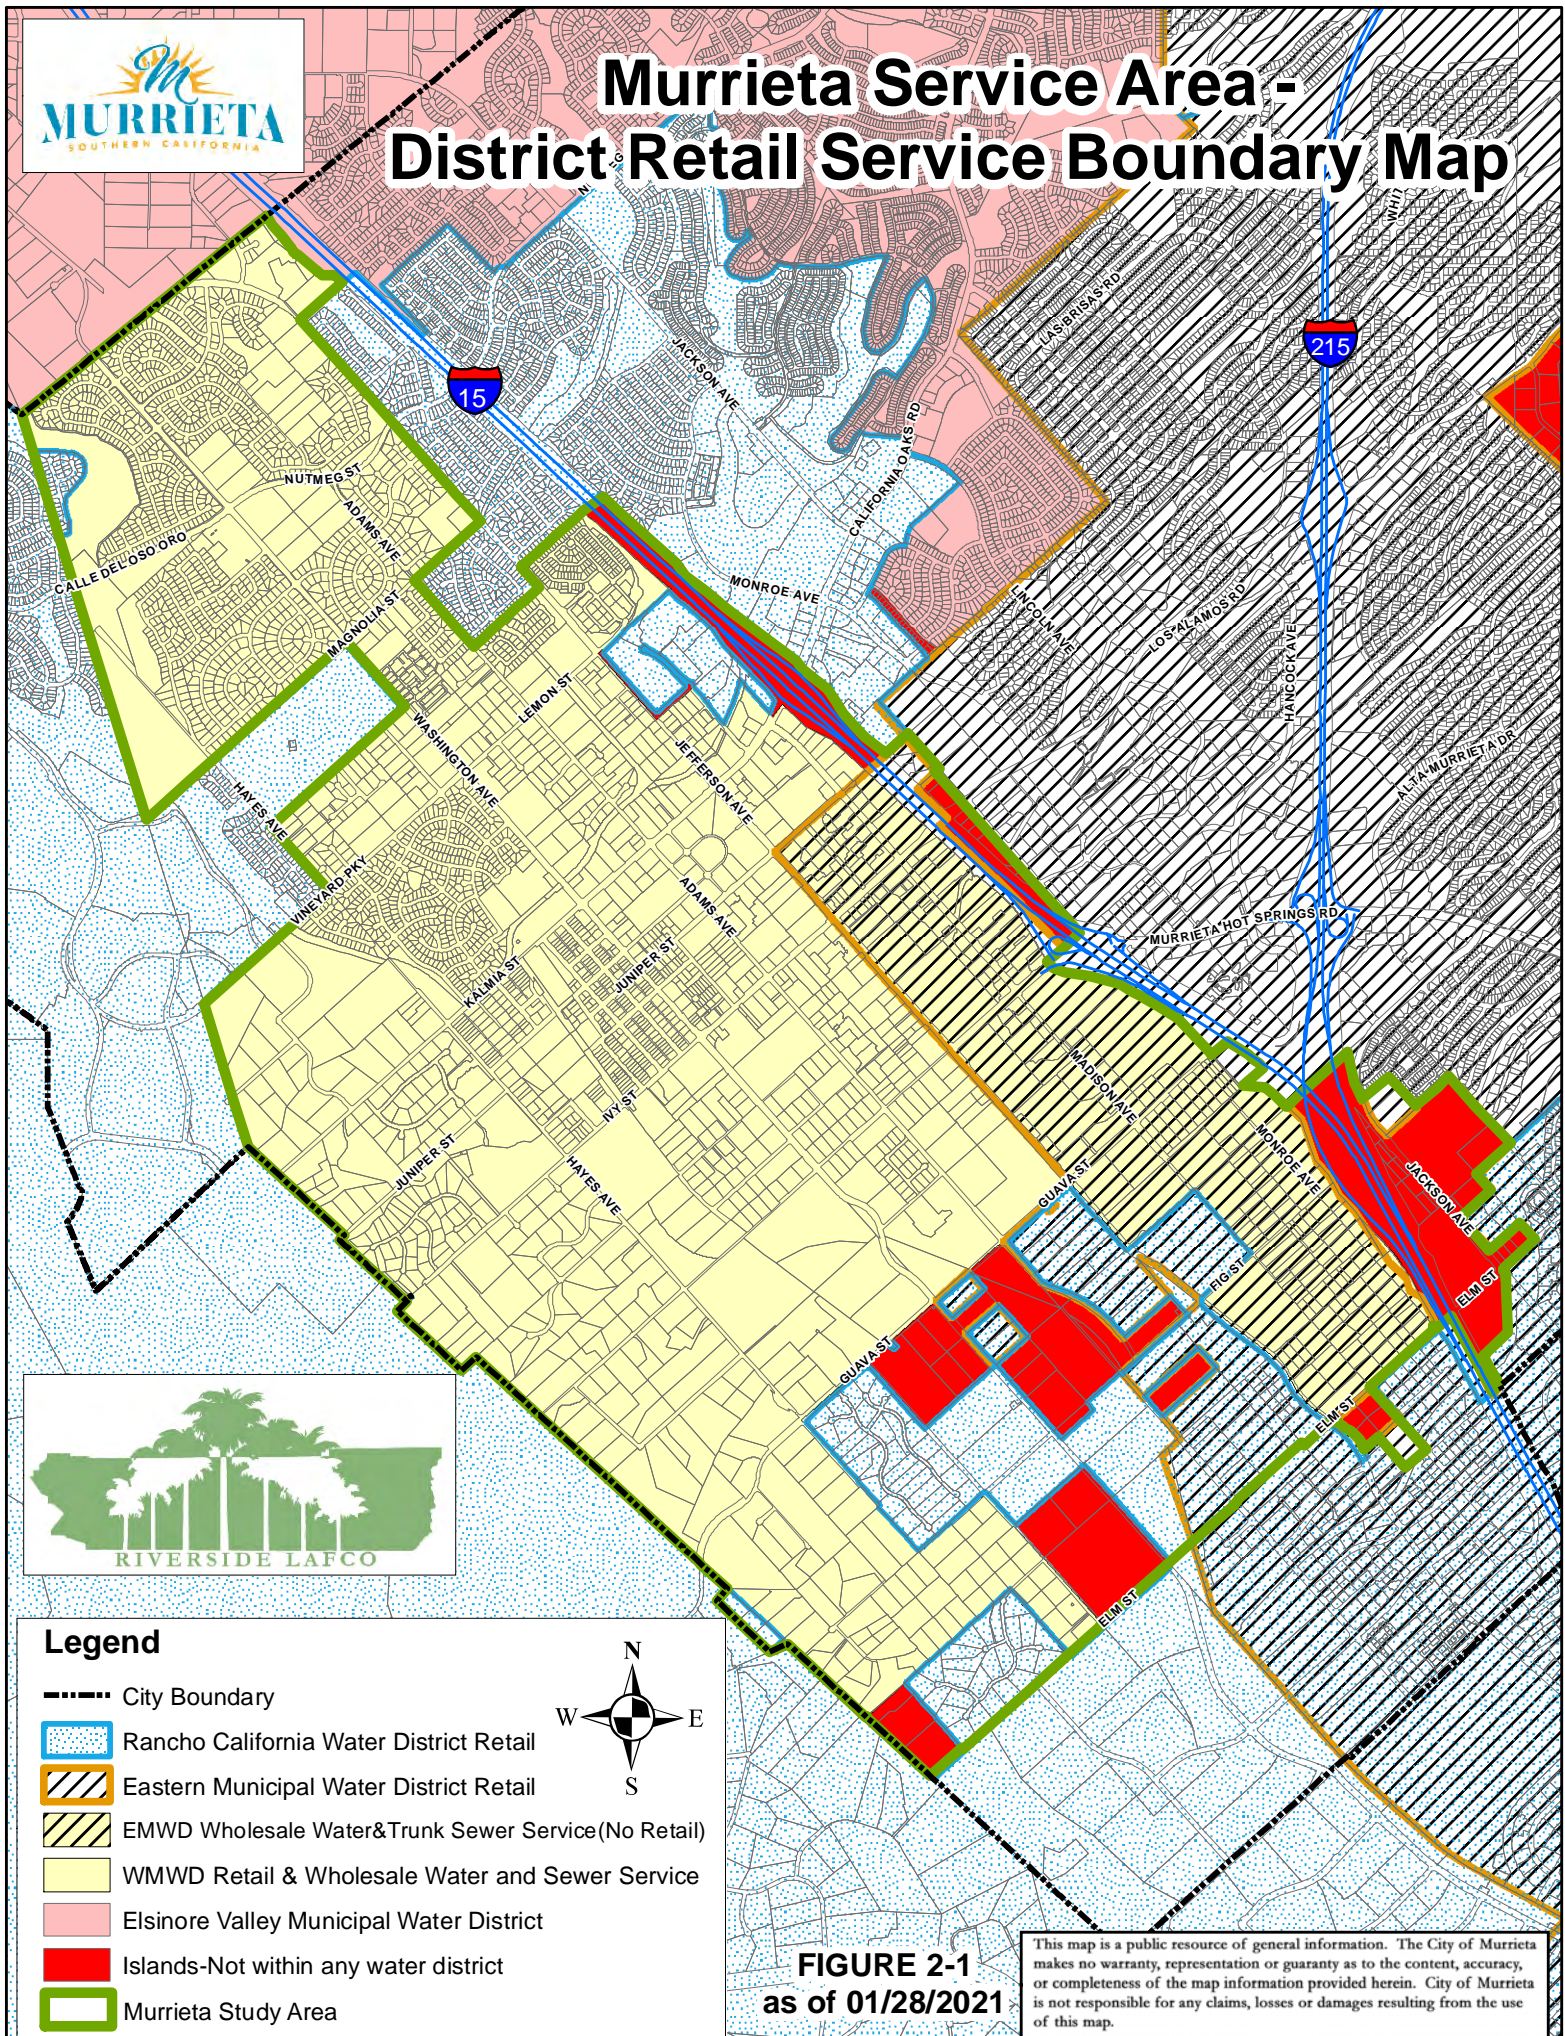 M
MURRIETA
SOUTHERN CALIFORNIA
Murrieta Service Area -
District Retail Service Boundary Map
WHIT
LAS BRISAS RD
215
15
JACKSON AVE
CALIFORNIA OAKS RD
NUTMEG ST
ADAMS AVE
CALLE DEL OSO ORO
MAGNOLIA ST
MONROE AVE
LINCOLN AVE
LOS ALAMOS RD
HANCOCK AVE
LEMON ST
WASHINGTON AVE
JEFFERSON AVE
ALTA MURRIETA DR
HAYES AVE
VINEYARD PKY
ADAMS AVE
MURRIETA HOT SPRINGS RD
KALMIA ST
JUNIPER ST
MADISON AVE
IVY ST
JUNIPER ST
HAYES AVE
GUAVA ST
MONROE AVE
JACKSON AVE
FIG ST
ELM ST
GUAVA ST
ELM ST
ELM ST
RIVERSIDE LAFCO
Legend
City Boundary
Rancho California Water District Retail
Eastern Municipal Water District Retail
EMWD Wholesale Water&Trunk Sewer Service(No Retail)
WMWD Retail & Wholesale Water and Sewer Service
Elsinore Valley Municipal Water District
Islands-Not within any water district
Murrieta Study Area
N
W
E
S
FIGURE 2-1
as of 01/28/2021
This map is a public resource of general information. The City of Murrieta
makes no warranty, representation or guaranty as to the content, accuracy,
or completeness of the map information provided herein. City of Murrieta
is not responsible for any claims, losses or damages resulting from the use
of this map.